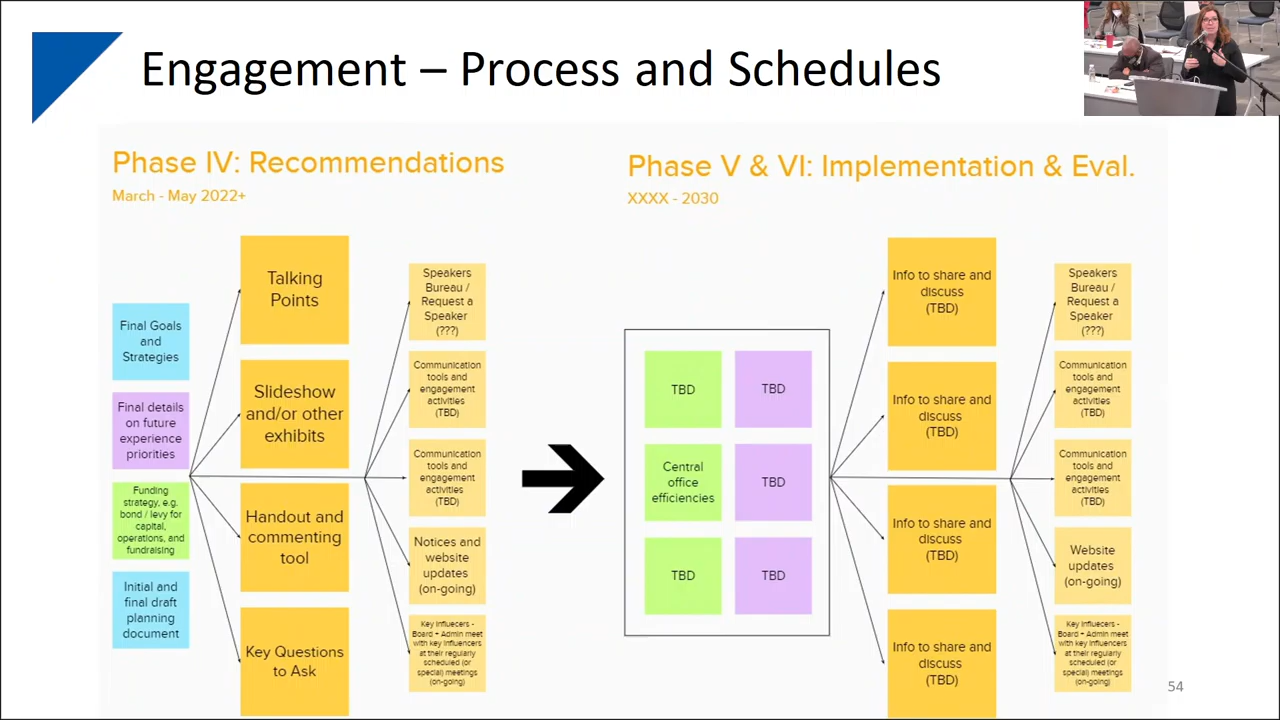 Engagement – Process and Schedules
Phase IV: Recommendations
March - May 2022+
Final Goals
and
Strategies
Final details
on future
experience
priorities
Funding
strategy, e.g.
bond / levy for
capital,
operations, and
fundraising
Initial and
final draft
planning
document
Talking
Points
Slideshow
and/or other
exhibits
Handout and
commenting
tool
Key Questions
to Ask
Speakers
Bureau /
Request a
Speaker
(???)
Communication
tools and
engagement
activities
(TBD)
Communication
tools and
engagement
activities
(TBD)
Notices and
website
updates
(on-going)
Key Influecers -
Board + Admin meet
with key influencers
at their regularly
scheduled (or
special) meetings
(on-going)
Phase V & VI: Implementation & Eval.
XXXX - 2030
TBD
TBD
Central
office
efficiencies
TBD
TBD
TBD
Info to share and
discuss
(TBD)
Info to share and
discuss
(TBD)
Info to share and
discuss
(TBD)
Info to share and
discuss
(TBD)
Speakers
Bureau /
Request a
Speaker
(???)
Communication
tools and
engagement
activities
(TBD)
Communication
tools and
engagement
activities
(TBD)
Website
updates
(on-going)
Key Influecers -
Board + Admin meet
with key influencers
at their regularly
scheduled (or
special) meetings
(on-going)
54